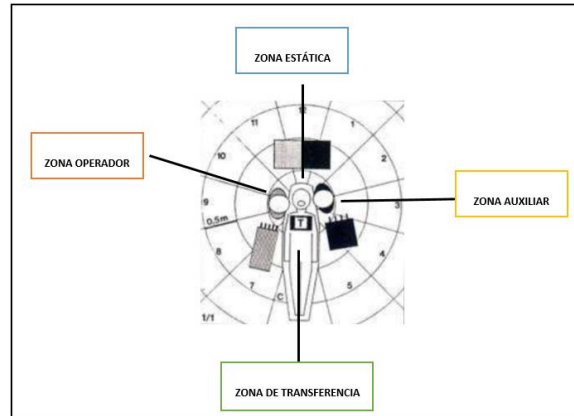 ZONA ESTÁTICA
ZONA OPERADOR
ZONA AUXILIAR
ZONA DE TRANSFERENCIA
12
11
1
10
2
9
3
0.5m
8
4
7
5
T
C
1/1